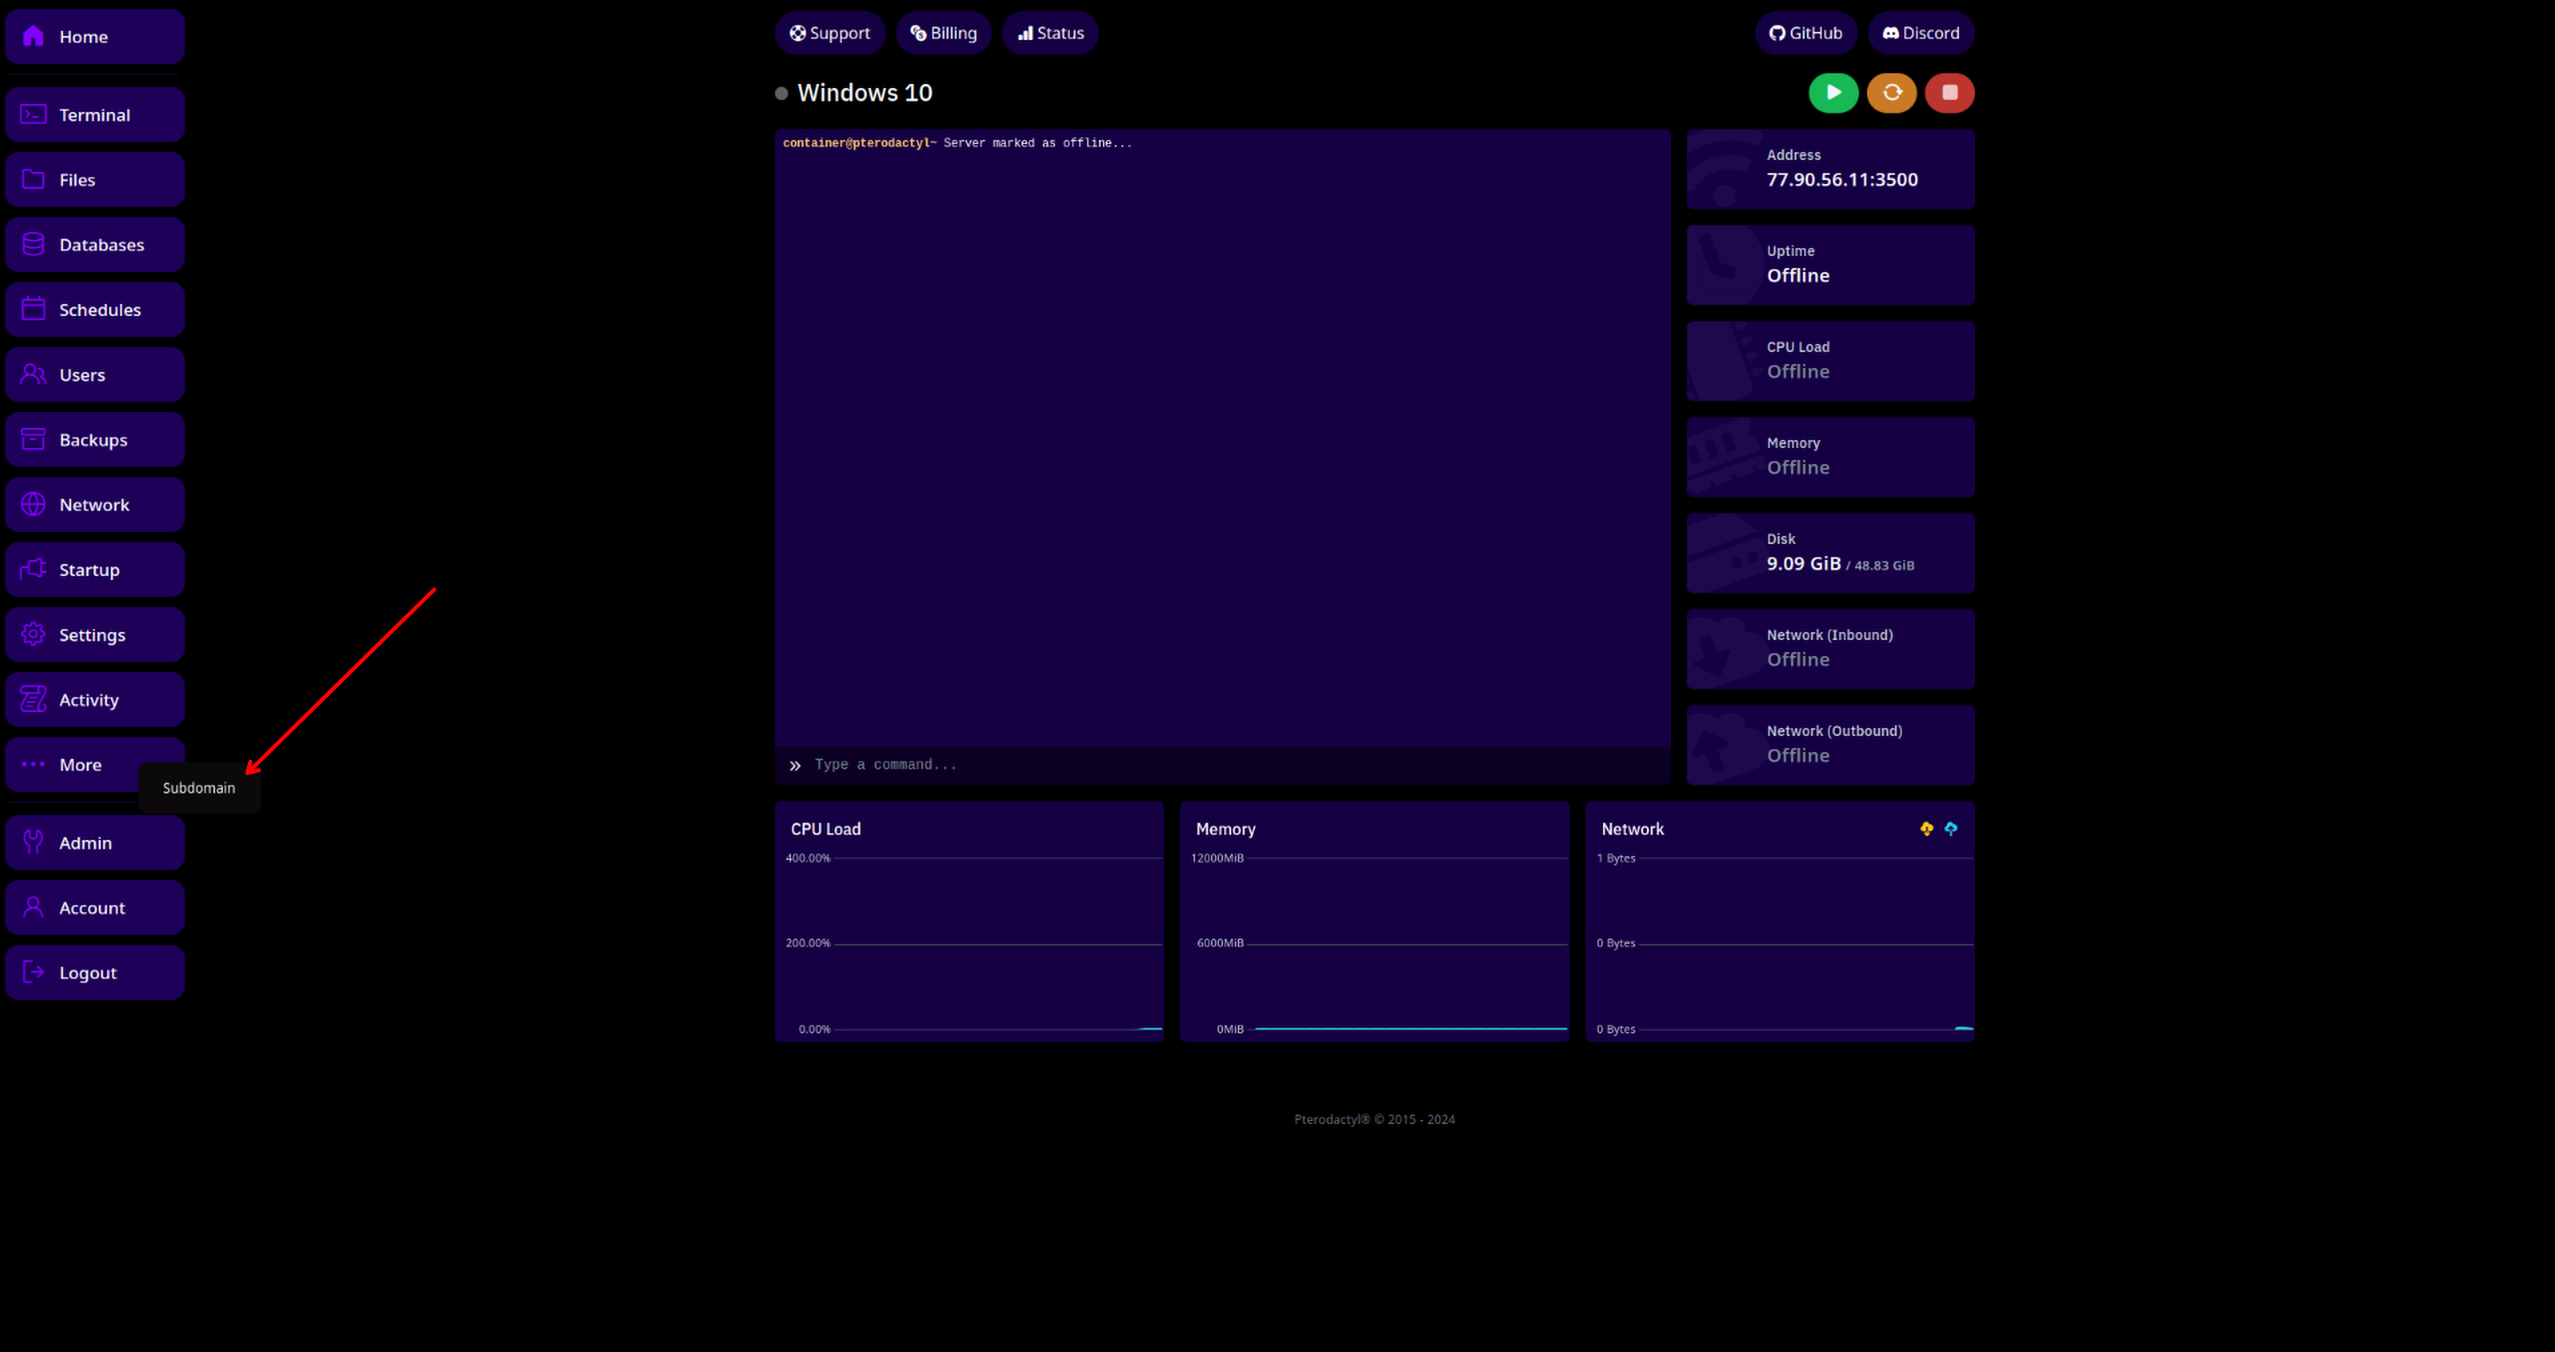 Home
Terminal
Files
Databases
Schedules
Users
Backups
Network
Startup
Settings
Activity
More
Subdomain
Admin
Account
Logout
Support
Billing
Status
GitHub
Discord
Windows 10
container@pterodactyl~ Server marked as offline...
Type a command...
Address
77.90.56.11:3500
Uptime
Offline
CPU Load
Offline
Memory
Offline
Disk
9.09 GiB / 48.83 GiB
Network (Inbound)
Offline
Network (Outbound)
Offline
CPU Load
400.00%
200.00%
0.00%
Memory
12000MiB
6000MiB
0MiB
Network
1 Bytes
0 Bytes
0 Bytes
Pterodactyl® © 2015 - 2024